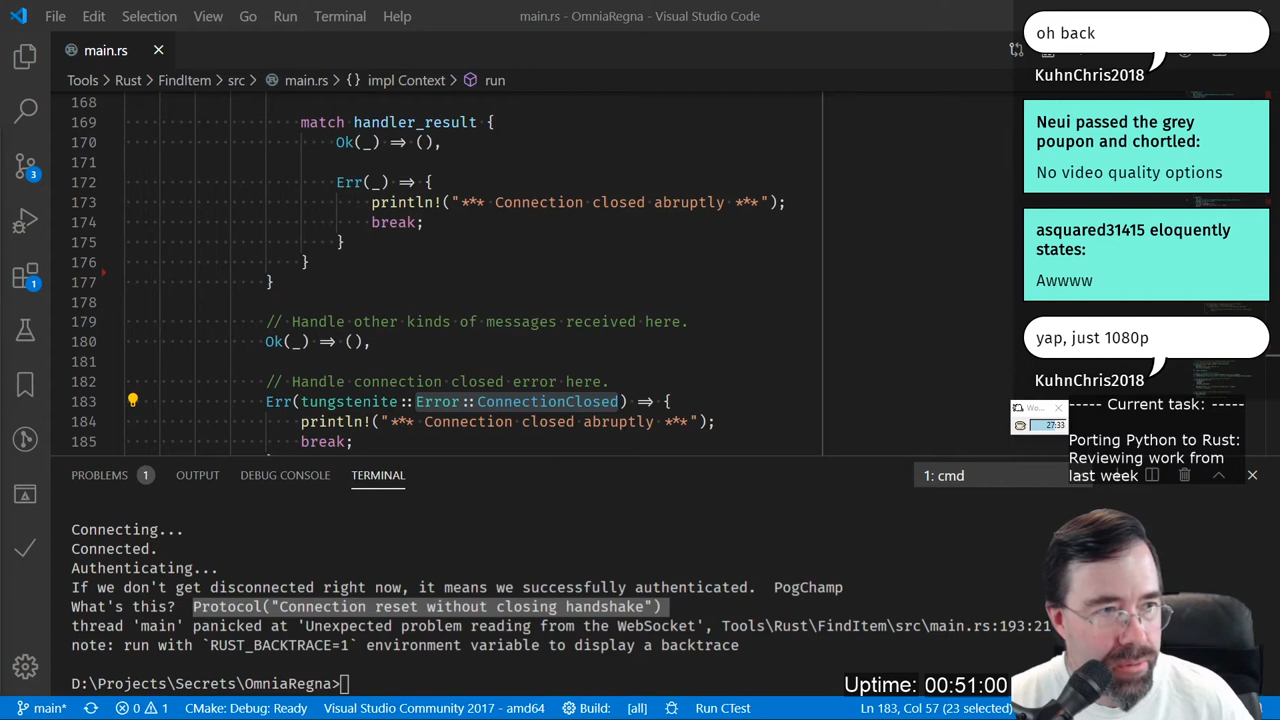 File Edit Selection View Go Run Terminal Help
main.rs - OmniaRegna - Visual Studio Code
main.rs
Tools > Rust > FindItem > src > main.rs > {} impl Context > run
168
169 match handler_result {
170 Ok(_) => (),
171
172 Err(_) => {
173 println!("*** Connection closed abruptly ***");
174 break;
175 }
176 }
177 }
178
179 // Handle other kinds of messages received here.
180 Ok(_) => (),
181
182 // Handle connection closed error here.
183 Err(tungstenite::Error::ConnectionClosed) => {
184 println!("*** Connection closed abruptly ***");
185 break;
3
1
PROBLEMS 1 OUTPUT DEBUG CONSOLE TERMINAL
1: cmd
Connecting...
Connected.
Authenticating...
If we don't get disconnected right now, it means we successfully authenticated. PogChamp
What's this? Protocol("Connection reset without closing handshake")
thread 'main' panicked at 'Unexpected problem reading from the WebSocket', Tools\Rust\FindItem\src\main.rs:193:21
note: run with `RUST_BACKTRACE=1` environment variable to display a backtrace
D:\Projects\Secrets\OmniaRegna>
oh back
KuhnChris2018
Neui passed the grey
poupon and chortled:
No video quality options
asquared31415 eloquently
states:
Awwww
yap, just 1080p
KuhnChris2018
----- Current task: -----
Wo...
27:33
Porting Python to Rust:
Reviewing work from
last week
Uptime: 00:51:00
main* 0 1 CMake: Debug: Ready Visual Studio Community 2017 - amd64 Build: [all] Run CTest
Ln 183, Col 57 (23 selected)